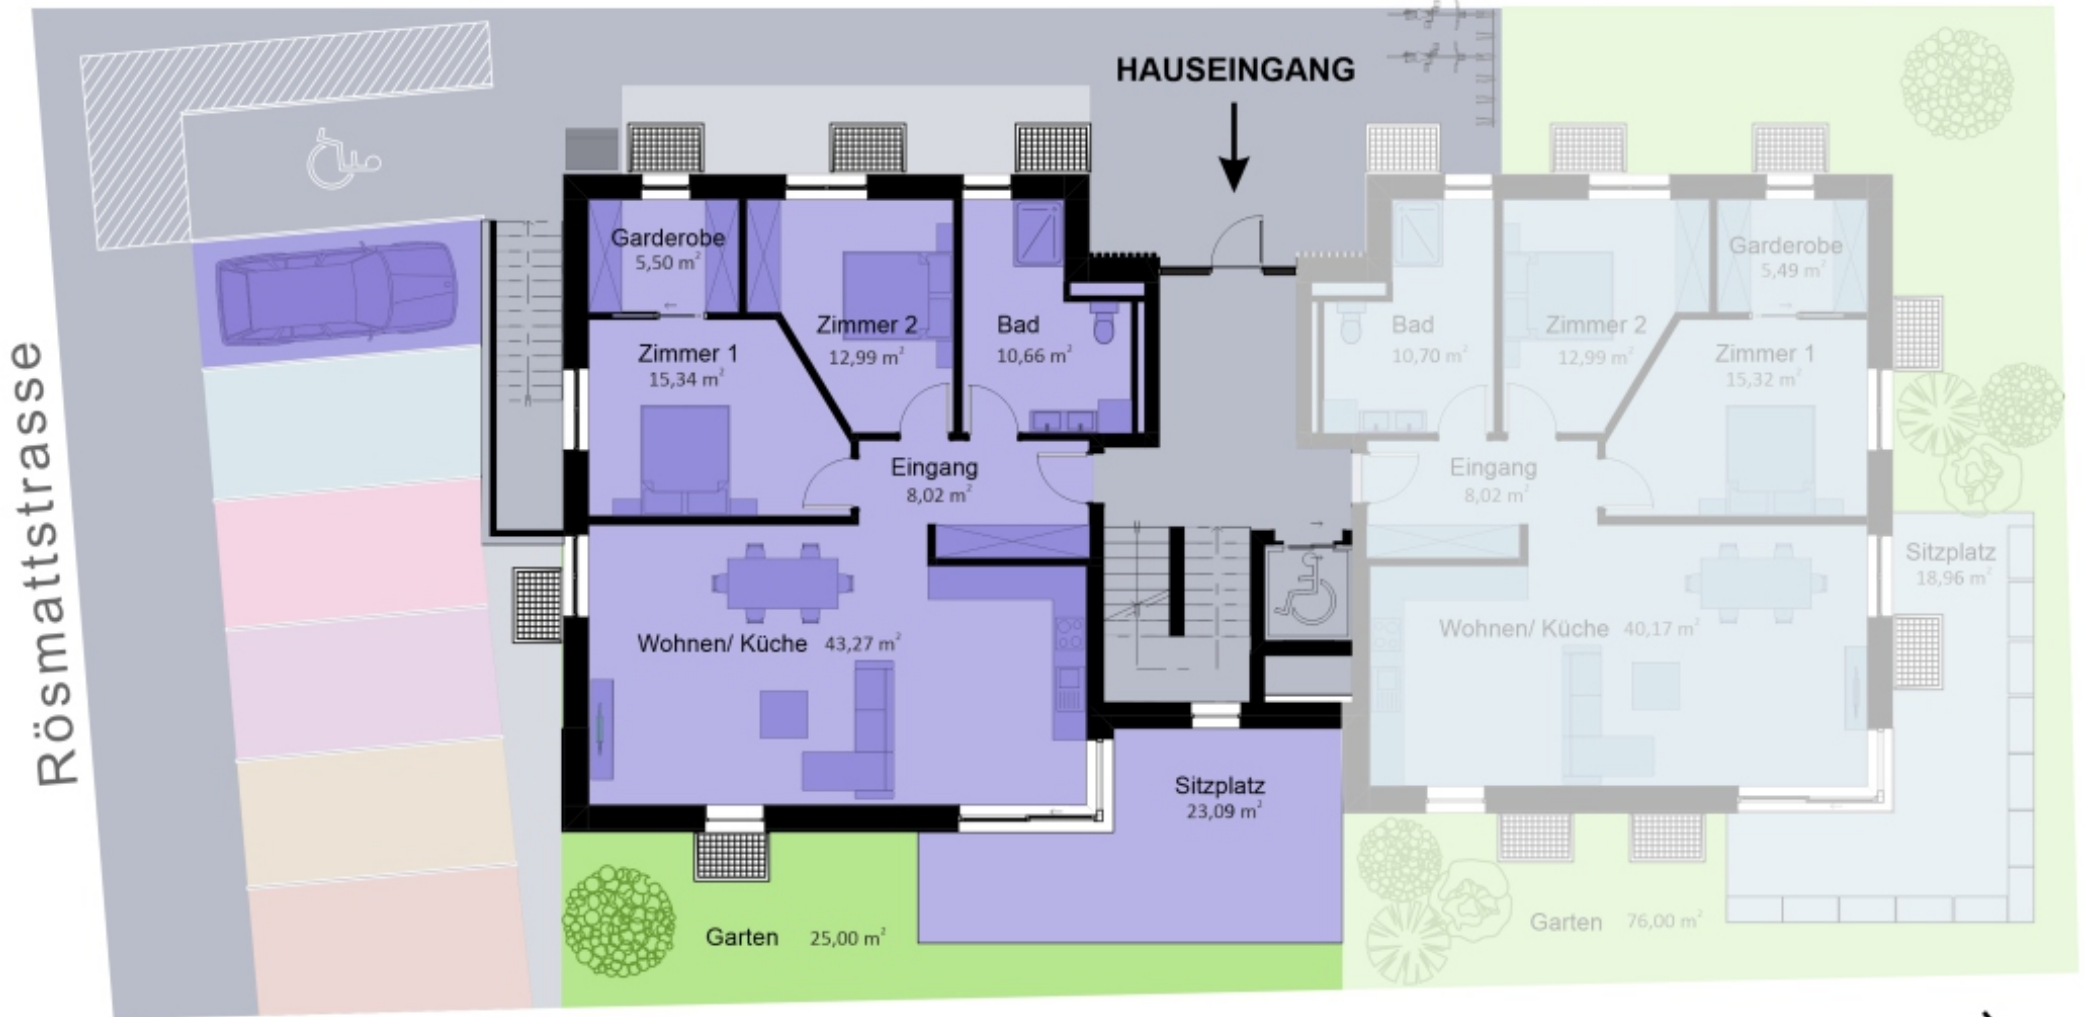 HAUSEINGANG
Rösmattstrasse
Garderobe
5,50 m²
Zimmer 2
12,99 m²
Bad
10,66 m²
Zimmer 1
15,34 m²
Eingang
8,02 m²
Wohnen/ Küche 43,27 m²
Sitzplatz
23,09 m²
Garten 25,00 m²
Bad
10,70 m²
Zimmer 2
12,99 m²
Garderobe
5,49 m²
Zimmer 1
15,32 m²
Eingang
8,02 m²
Sitzplatz
18,96 m²
Wohnen/ Küche 40,17 m²
Garten 76,00 m²